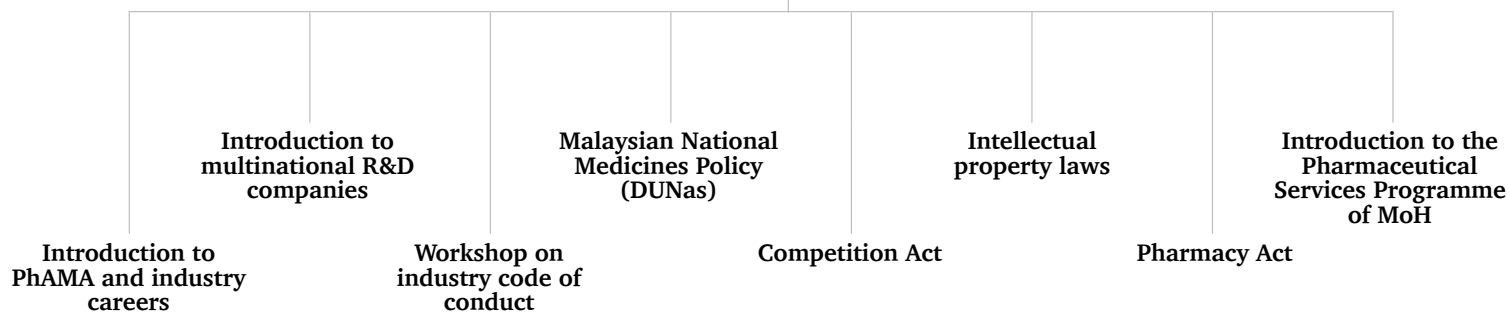 Introduction to
multinational R&D
companies
Malaysian National
Medicines Policy
(DUNas)
Intellectual
property laws
Introduction to the
Pharmaceutical
Services Programme
of MoH
Introduction to
PhAMA and industry
careers
Workshop on
industry code of
conduct
Competition Act
Pharmacy Act